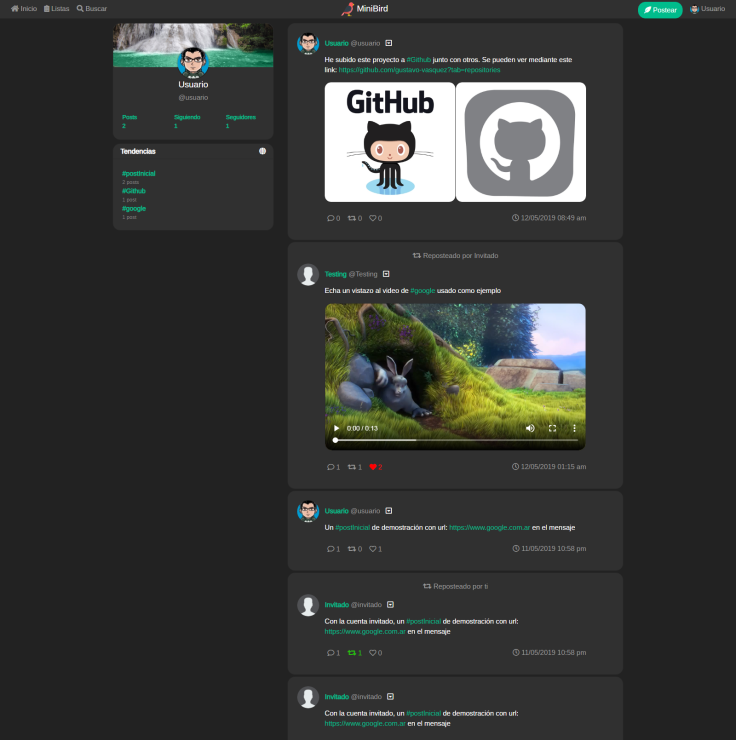 Inicio Listas Buscar
MiniBird
Postear
Usuario
Usuario
@usuario
Posts Siguiendo Seguidores
2 1 1
Tendencias
#postinicial
2 posts
#Github
1 post
#google
1 post
Usuario @usuario
He subido este proyecto a #Github junto con otros. Se pueden ver mediante este
link: https://github.com/gustavo-vasquez?tab=repositories
GitHub
0 0 0 12/05/2019 08:49 am
Reposteado por Invitado
Testing @Testing
Echa un vistazo al video de #google usado como ejemplo
0:00 / 0:13
1 1 2 12/05/2019 01:15 am
Usuario @usuario
Un #postInicial de demostración con url: https://www.google.com.ar en el mensaje
1 0 1 11/05/2019 10:58 pm
Reposteado por ti
Invitado @invitado
Con la cuenta invitado, un #postInicial de demostración con url:
https://www.google.com.ar en el mensaje
1 1 0 11/05/2019 10:58 pm
Invitado @invitado
Con la cuenta invitado, un #postInicial de demostración con url:
https://www.google.com.ar en el mensaje